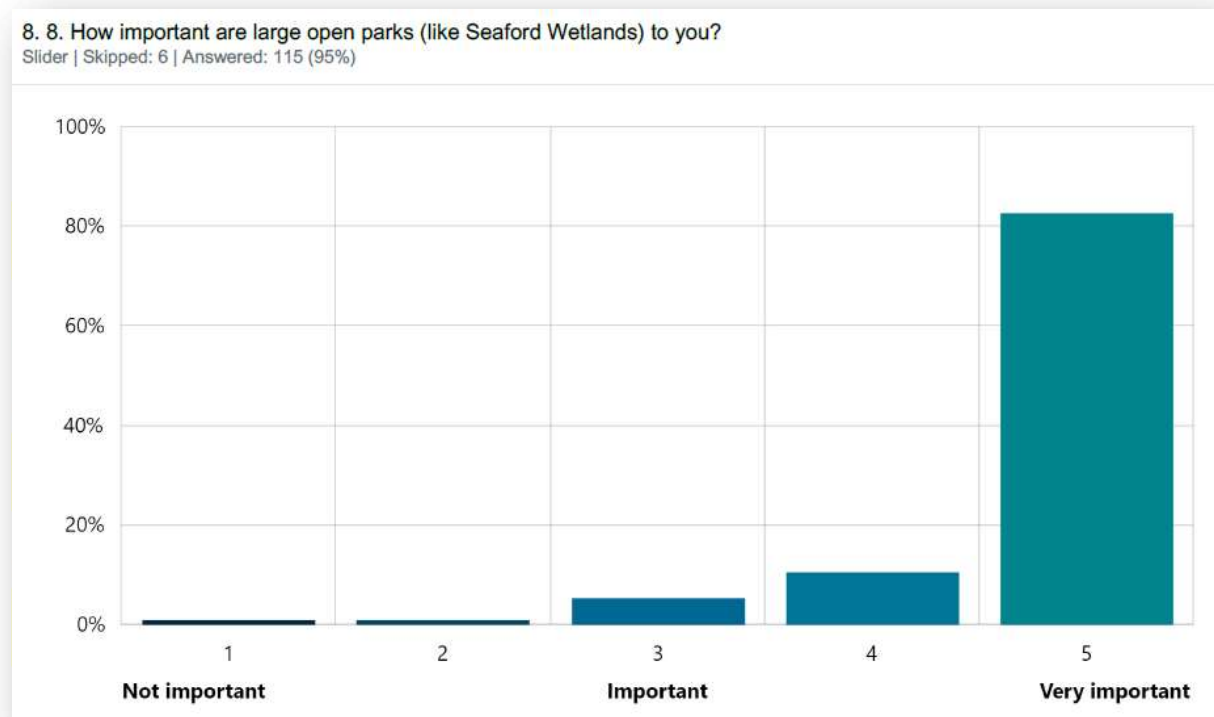 8. 8. How important are large open parks (like Seaford Wetlands) to you?
Slider | Skipped: 6 | Answered: 115 (95%)
100%
80%
60%
40%
20%
0%
1 2 3 4 5
Not important Important Very important